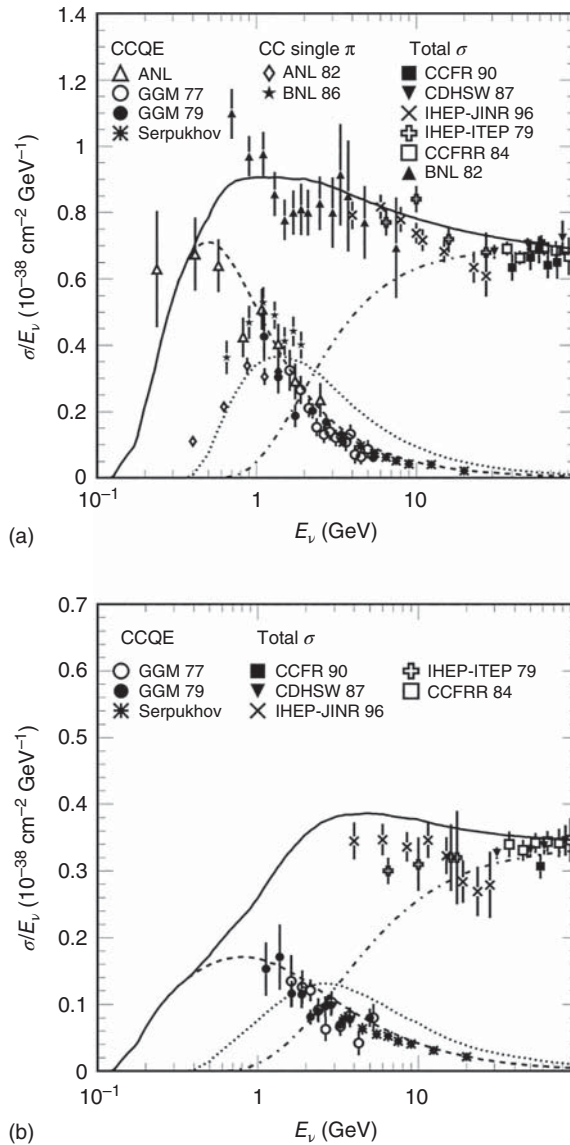 1.4
1.2
1
0.8
0.6
0.4
0.2
0
σ/Eν (10⁻³⁸ cm⁻² GeV⁻¹)
CCQE
ANL
GGM 77
GGM 79
Serpukhov
CC single π
ANL 82
BNL 86
Total σ
CCFR 90
CDHSW 87
IHEP-JINR 96
IHEP-ITEP 79
CCFRR 84
BNL 82
10⁻¹ 1 10
Eν (GeV)
(a)
0.7
0.6
0.5
0.4
0.3
0.2
0.1
0
σ/Eν (10⁻³⁸ cm⁻² GeV⁻¹)
CCQE
GGM 77
GGM 79
Serpukhov
Total σ
CCFR 90
CDHSW 87
IHEP-JINR 96
IHEP-ITEP 79
CCFRR 84
10⁻¹ 1 10
Eν (GeV)
(b)